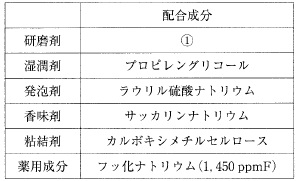 配合成分
研磨剤 ①
湿潤剤 プロピレングリコール
発泡剤 ラウリル硫酸ナトリウム
香味剤 サッカリンナトリウム
粘結剤 カルボキシメチルセルロース
薬用成分 フッ化ナトリウム(1,450 ppmF)